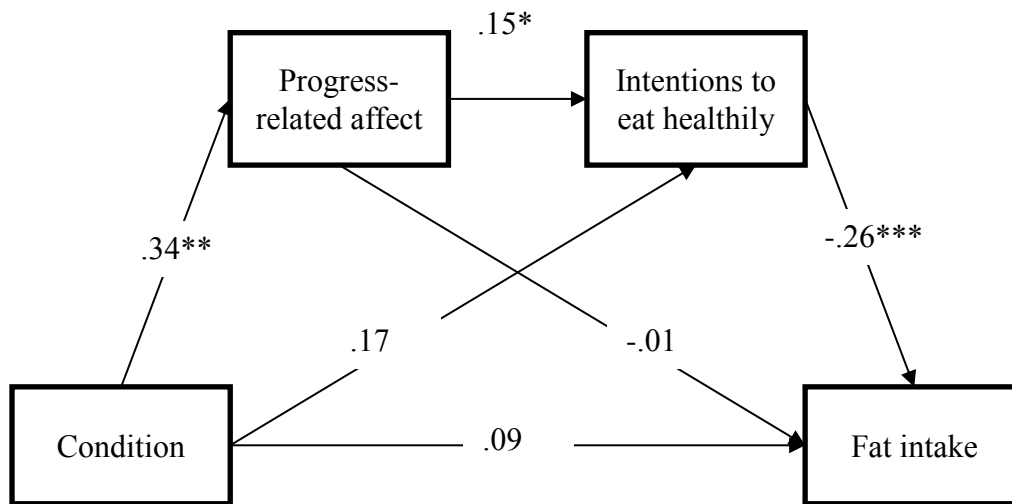 .15*
Progress-
related affect
Intentions to
eat healthily
.34**
-.26***
.17
-.01
Condition
.09
Fat intake